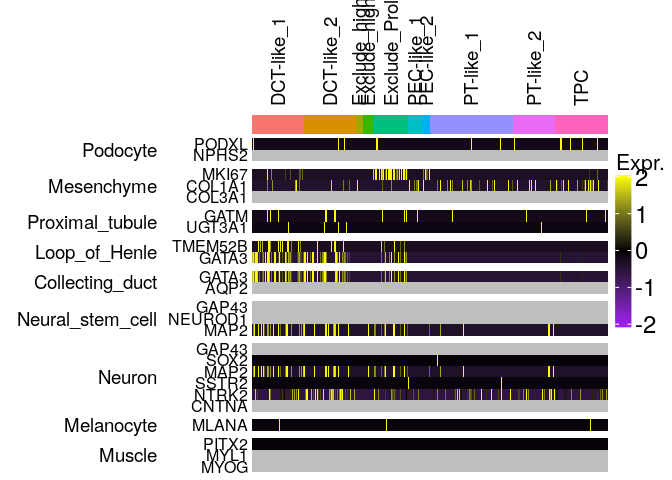 DCT-like_1
DCT-like_2
Exclude_high
Exclude_high
Exclude_Proli
PEC-like_1
PEC-like_2
PT-like_1
PT-like_2
TPC
Podocyte
PODXL
NPHS2
Mesenchyme
MKI67
COL1A1
COL3A1
Proximal_tubule
GATM
UGT3A1
Loop_of_Henle
TMEM52B
GATA3
Collecting_duct
GATA3
AQP2
Neural_stem_cell
GAP43
NEUROD1
MAP2
Neuron
GAP43
SOX2
MAP2
SSTR2
NTRK2
CNTNA
Melanocyte
MLANA
Muscle
PITX2
MYL1
MYOG
Expr.
2
1
0
-1
-2